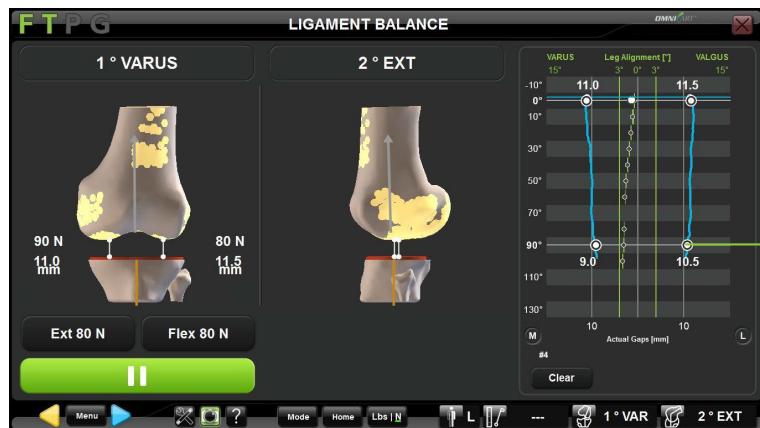 F T P G
LIGAMENT BALANCE
OMNI
1 ° VARUS
2 ° EXT
VARUS Leg Alignment [°] VALGUS
15° 3° 0° 3° 15°
-10°
11.0 11.5
0°
10°
30°
50°
70°
90°
9.0 10.5
110°
130°
10 10
M Actual Gaps [mm] L
#4
Clear
90 N 80 N
11.0 11.5
mm mm
Ext 80 N Flex 80 N
Menu ? Mode Home Lbs | N L --- 1 ° VAR 2 ° EXT